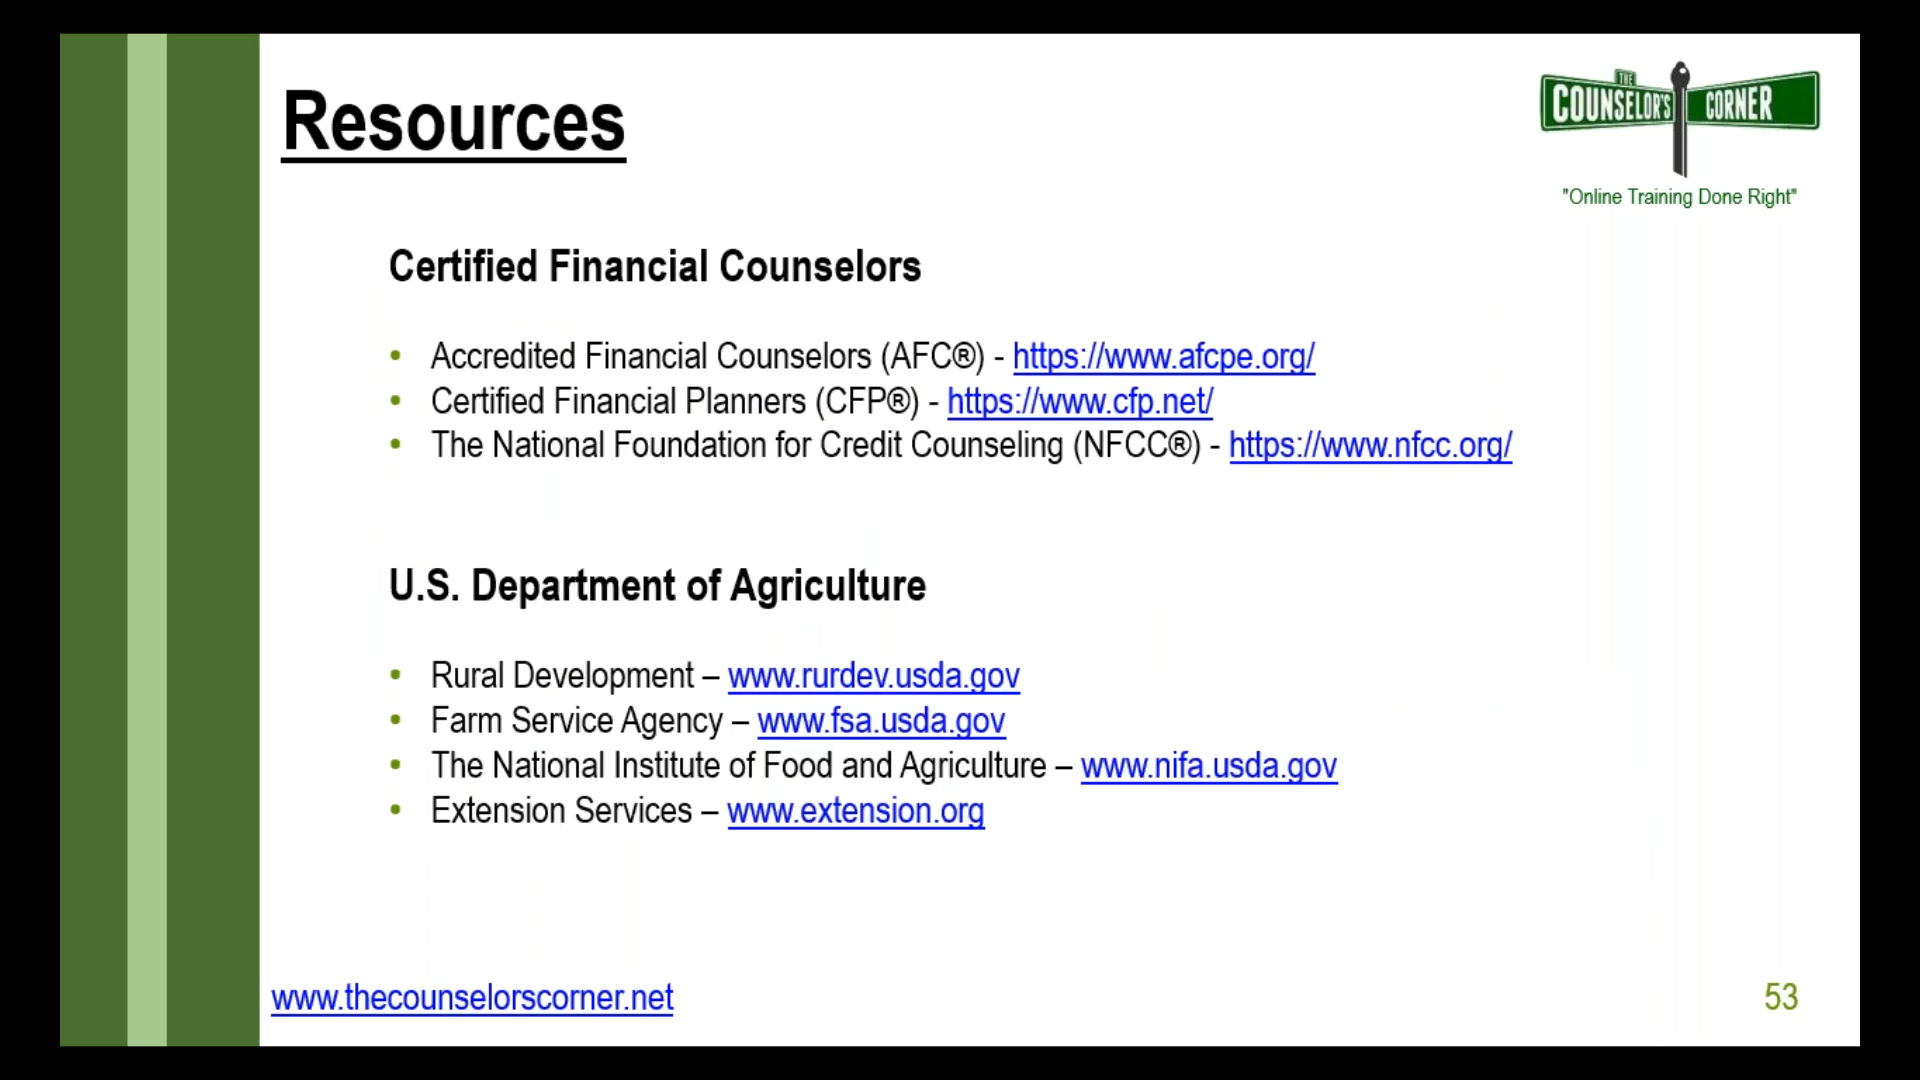 Resources
THE
COUNSELOR'S CORNER
"Online Training Done Right"
Certified Financial Counselors
• Accredited Financial Counselors (AFC®) - https://www.afcpe.org/
• Certified Financial Planners (CFP®) - https://www.cfp.net/
• The National Foundation for Credit Counseling (NFCC®) - https://www.nfcc.org/
U.S. Department of Agriculture
• Rural Development – www.rurdev.usda.gov
• Farm Service Agency – www.fsa.usda.gov
• The National Institute of Food and Agriculture – www.nifa.usda.gov
• Extension Services – www.extension.org
www.thecounselorscorner.net
53